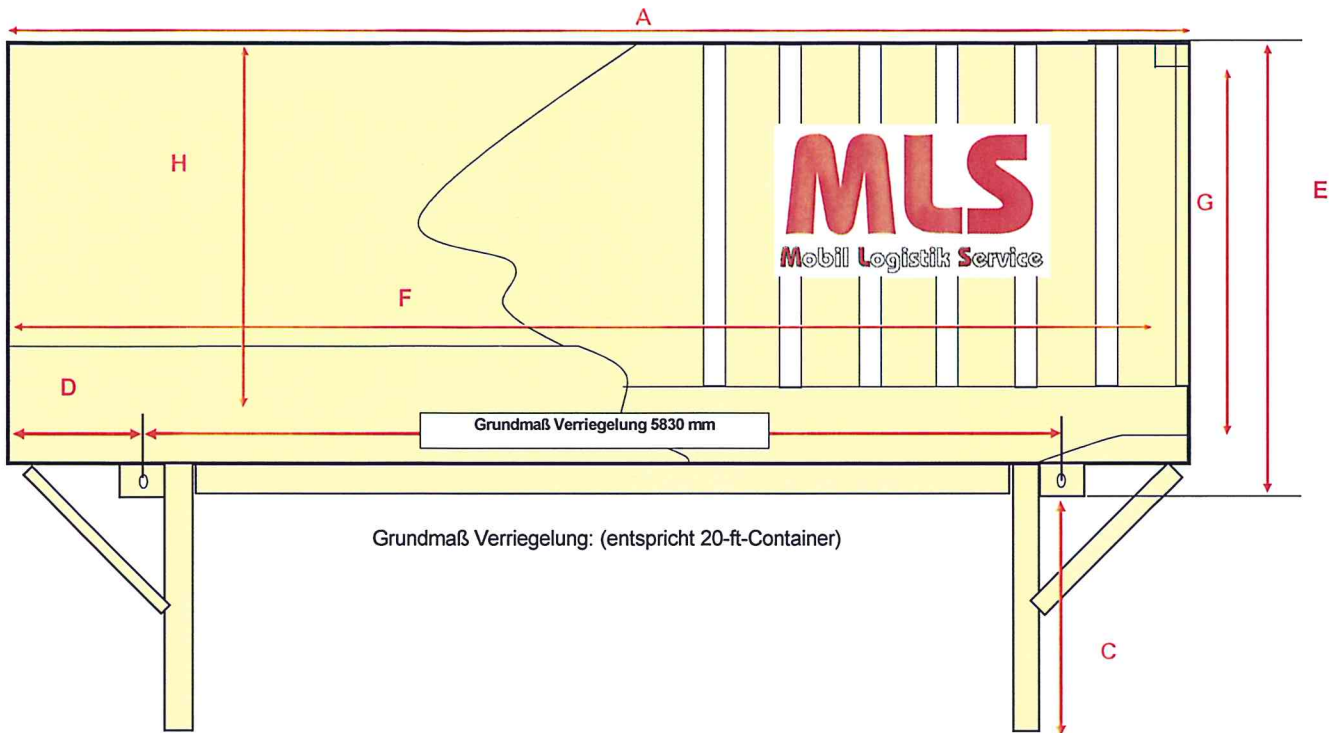 A
H
G
E
MLS
Mobil Logistik Service
F
D
Grundmaß Verriegelung 5830 mm
Grundmaß Verriegelung: (entspricht 20-ft-Container)
C